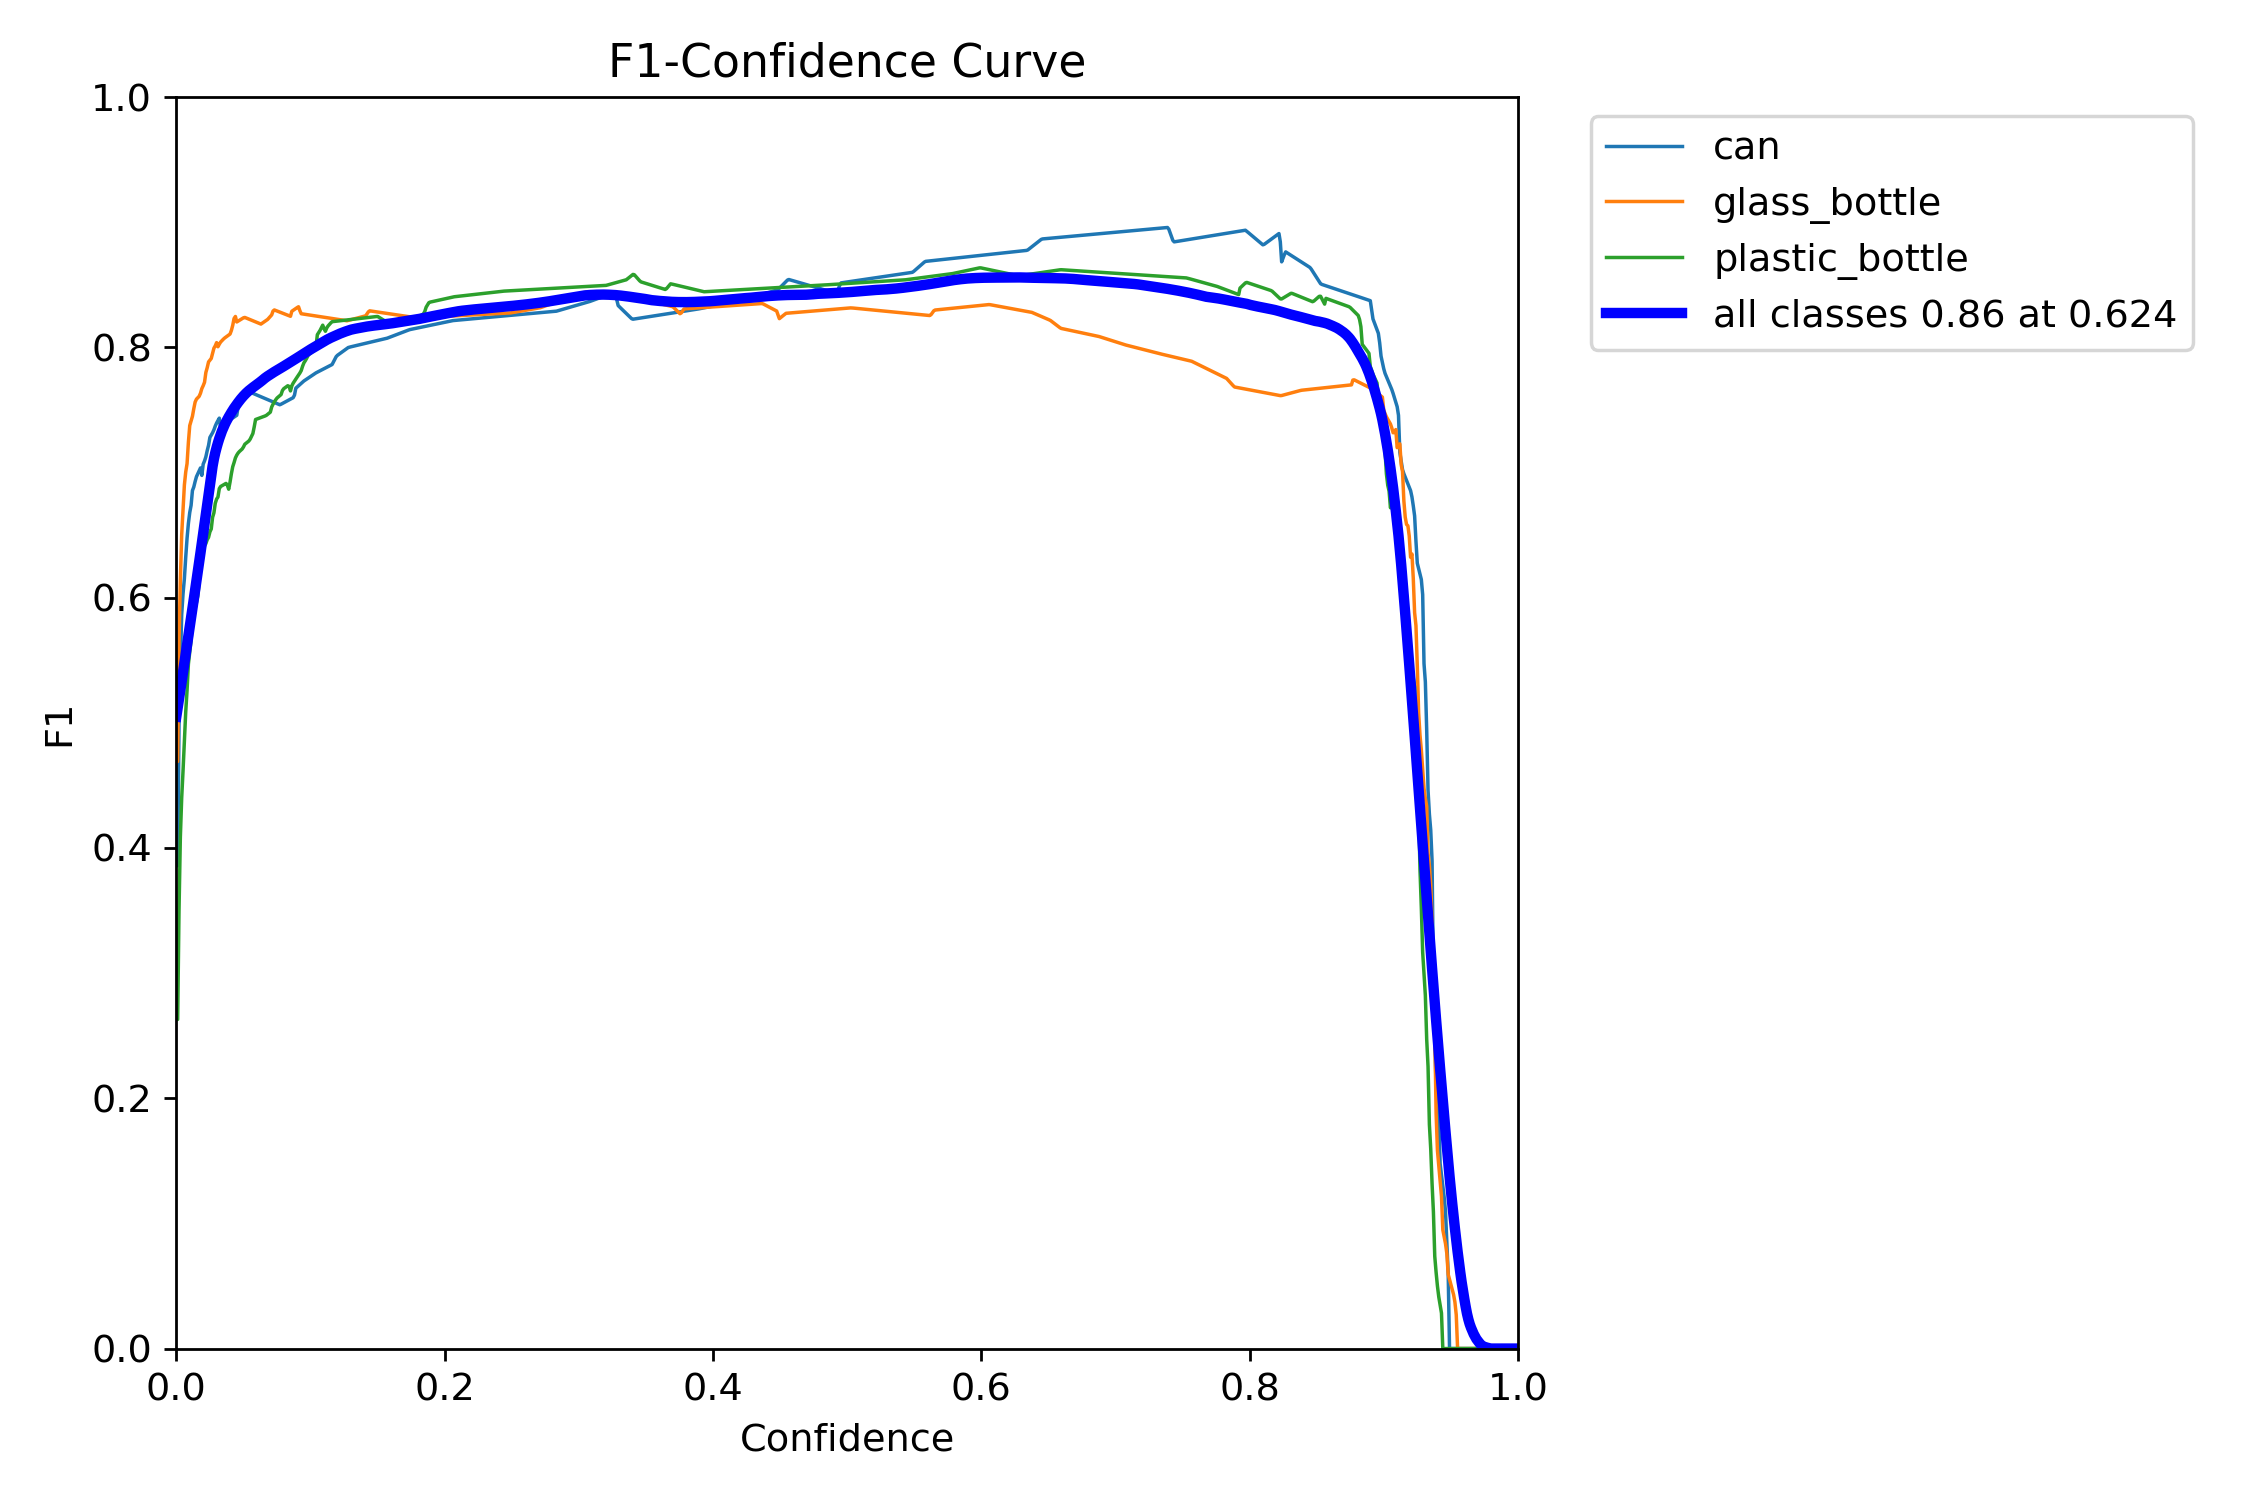 F1-Confidence Curve
1.0
0.8
0.6
0.4
0.2
0.0
F1
0.0 0.2 0.4 0.6 0.8 1.0
Confidence
can
glass_bottle
plastic_bottle
all classes 0.86 at 0.624